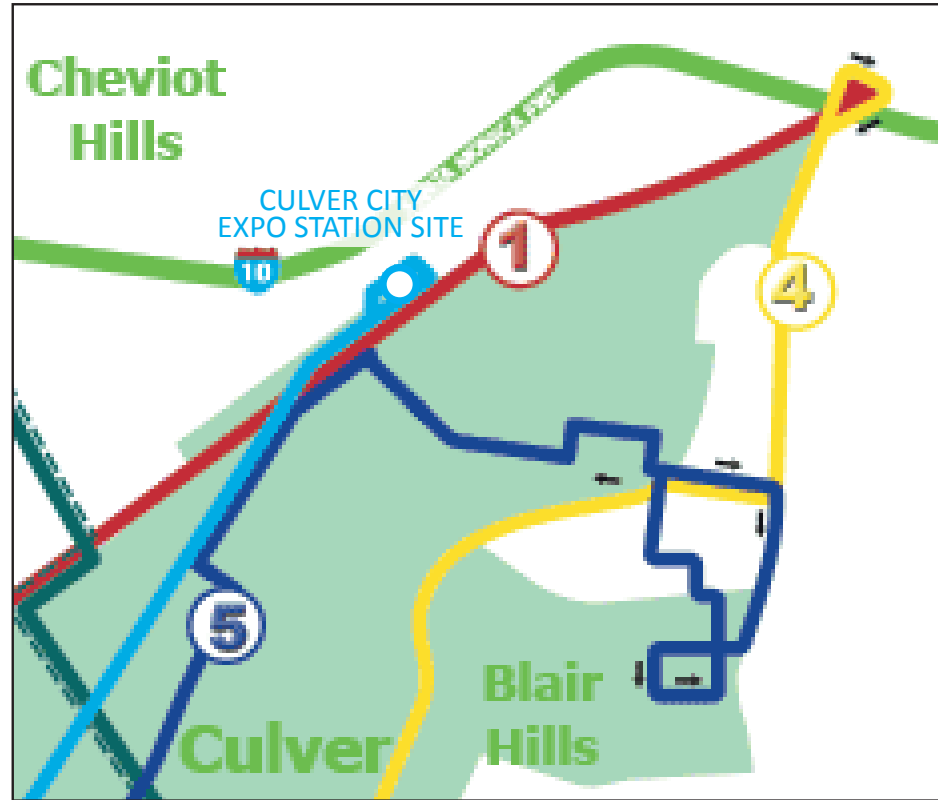 Cheviot
Hills
CULVER CITY
EXPO STATION SITE
10
1
4
5
Blair
Hills
Culver